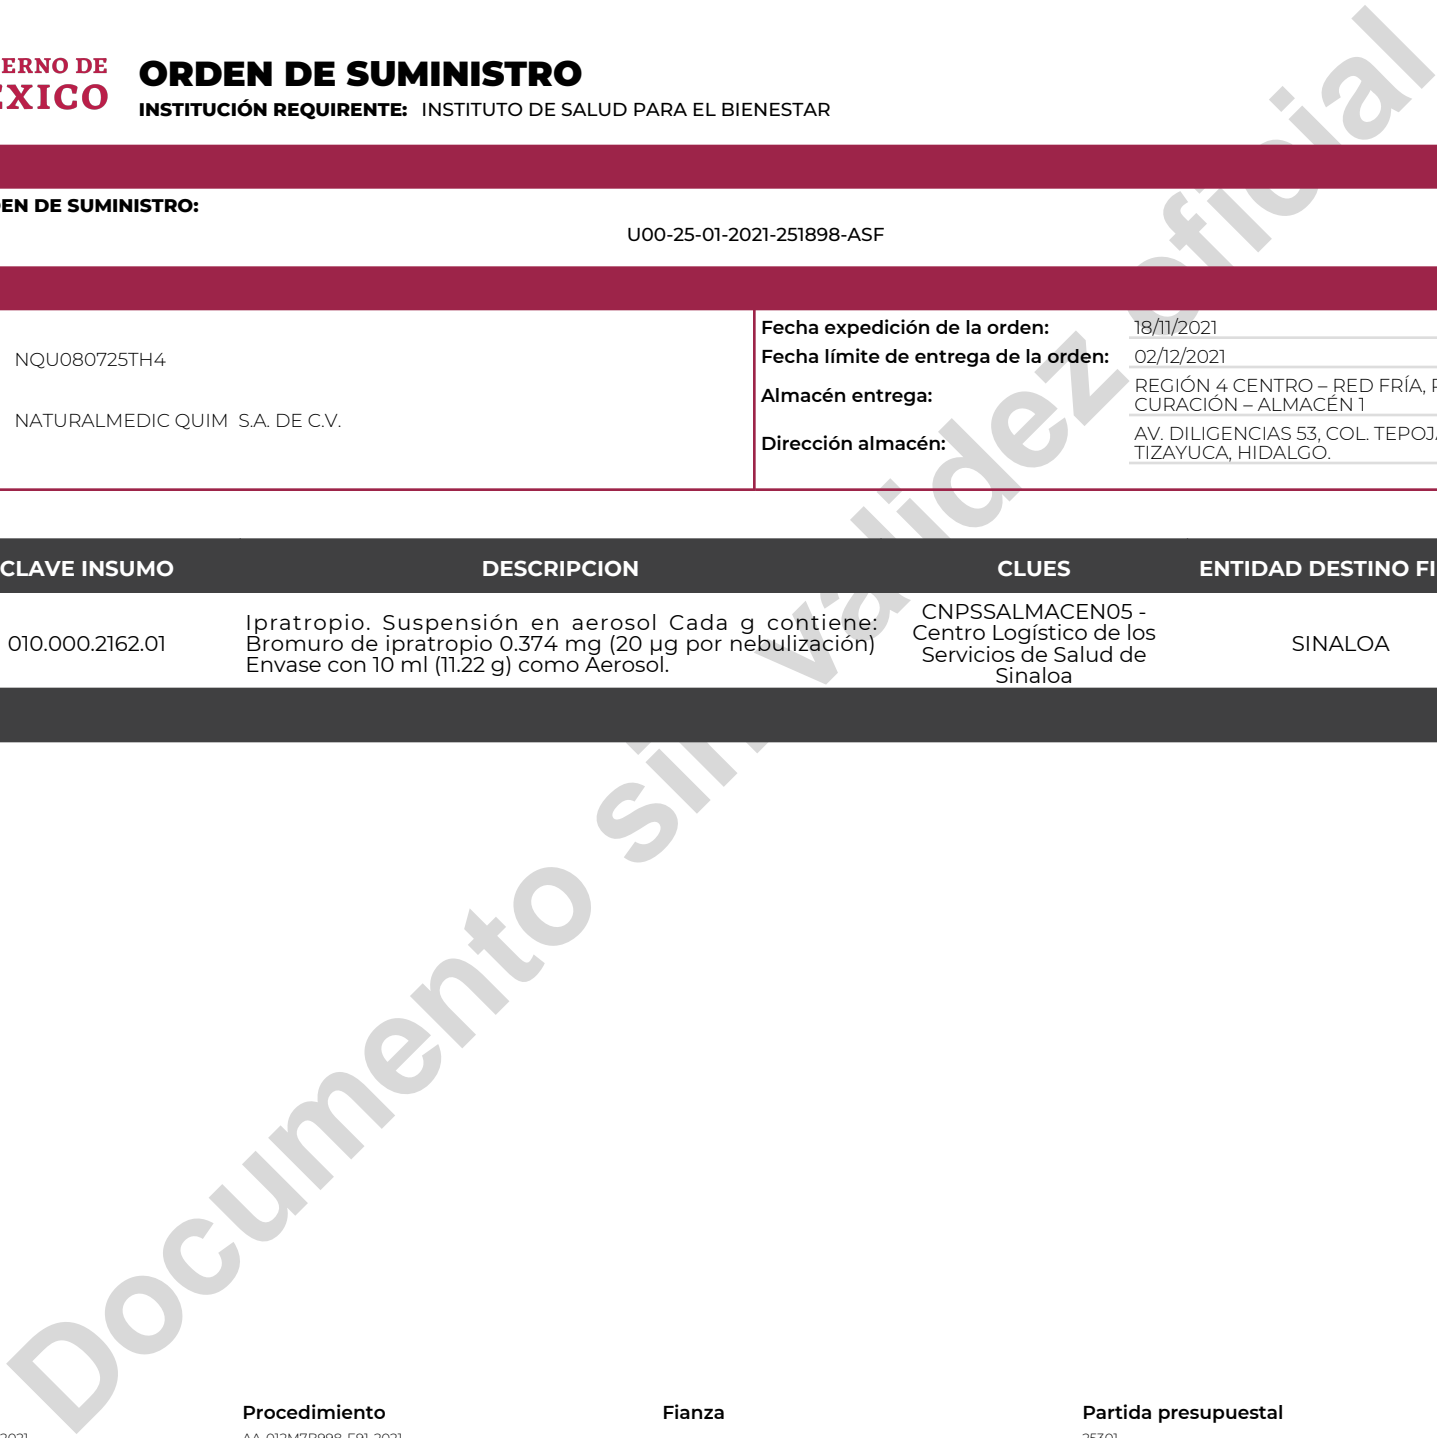 ORDEN DE SUMINISTRO
INSTITUCIÓN REQUIRENTE: INSTITUTO DE SALUD PARA EL BIENESTAR
DE SUMINISTRO:
U00-25-01-2021-251898-ASF
NQU080725TH4
NATURALMEDIC QUIM S.A. DE C.V.
Fecha expedición de la orden: 18/11/2021
Fecha límite de entrega de la orden: 02/12/2021
Almacén entrega: REGIÓN 4 CENTRO – RED FRÍA,
CURACIÓN – ALMACÉN 1
Dirección almacén: AV. DILIGENCIAS 53, COL.
TIZAYUCA, HIDALGO.
CLAVE INSUMO DESCRIPCION CLUES ENTIDAD DESTINO
010.000.2162.01
Ipratropio. Suspensión en aerosol Cada g contiene:
Bromuro de ipratropio 0.374 mg (20 µg por nebulización)
Envase con 10 ml (11.22 g) como Aerosol.
CNPSSALMACEN05 -
Centro Logístico de los
Servicios de Salud de
Sinaloa
SINALOA
Documento sin validez oficial
Procedimiento Fianza Partida presupuestal